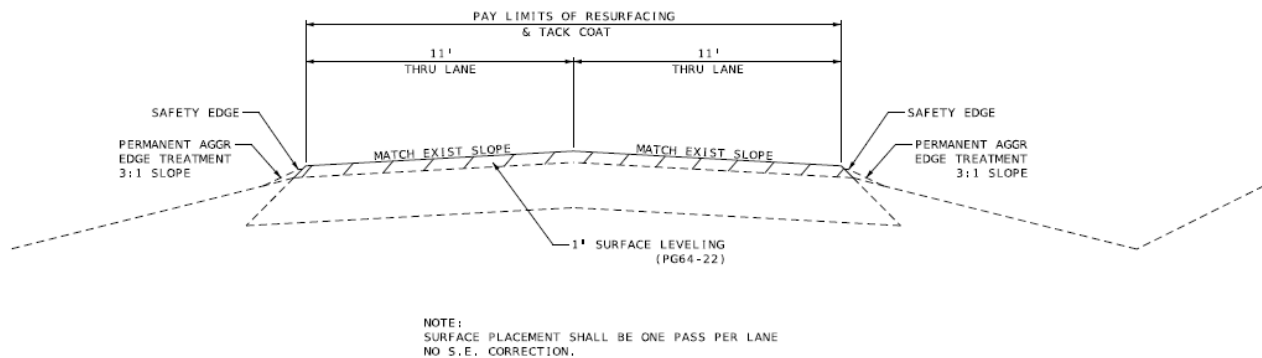 PAY LIMITS OF RESURFACING
& TACK COAT
11'
THRU LANE
11'
THRU LANE
SAFETY EDGE
SAFETY EDGE
PERMANENT AGGR
EDGE TREATMENT
3:1 SLOPE
MATCH EXIST SLOPE
MATCH EXIST SLOPE
PERMANENT AGGR
EDGE TREATMENT
3:1 SLOPE
1" SURFACE LEVELING
(PG64-22)
NOTE:
SURFACE PLACEMENT SHALL BE ONE PASS PER LANE
NO S.E. CORRECTION.